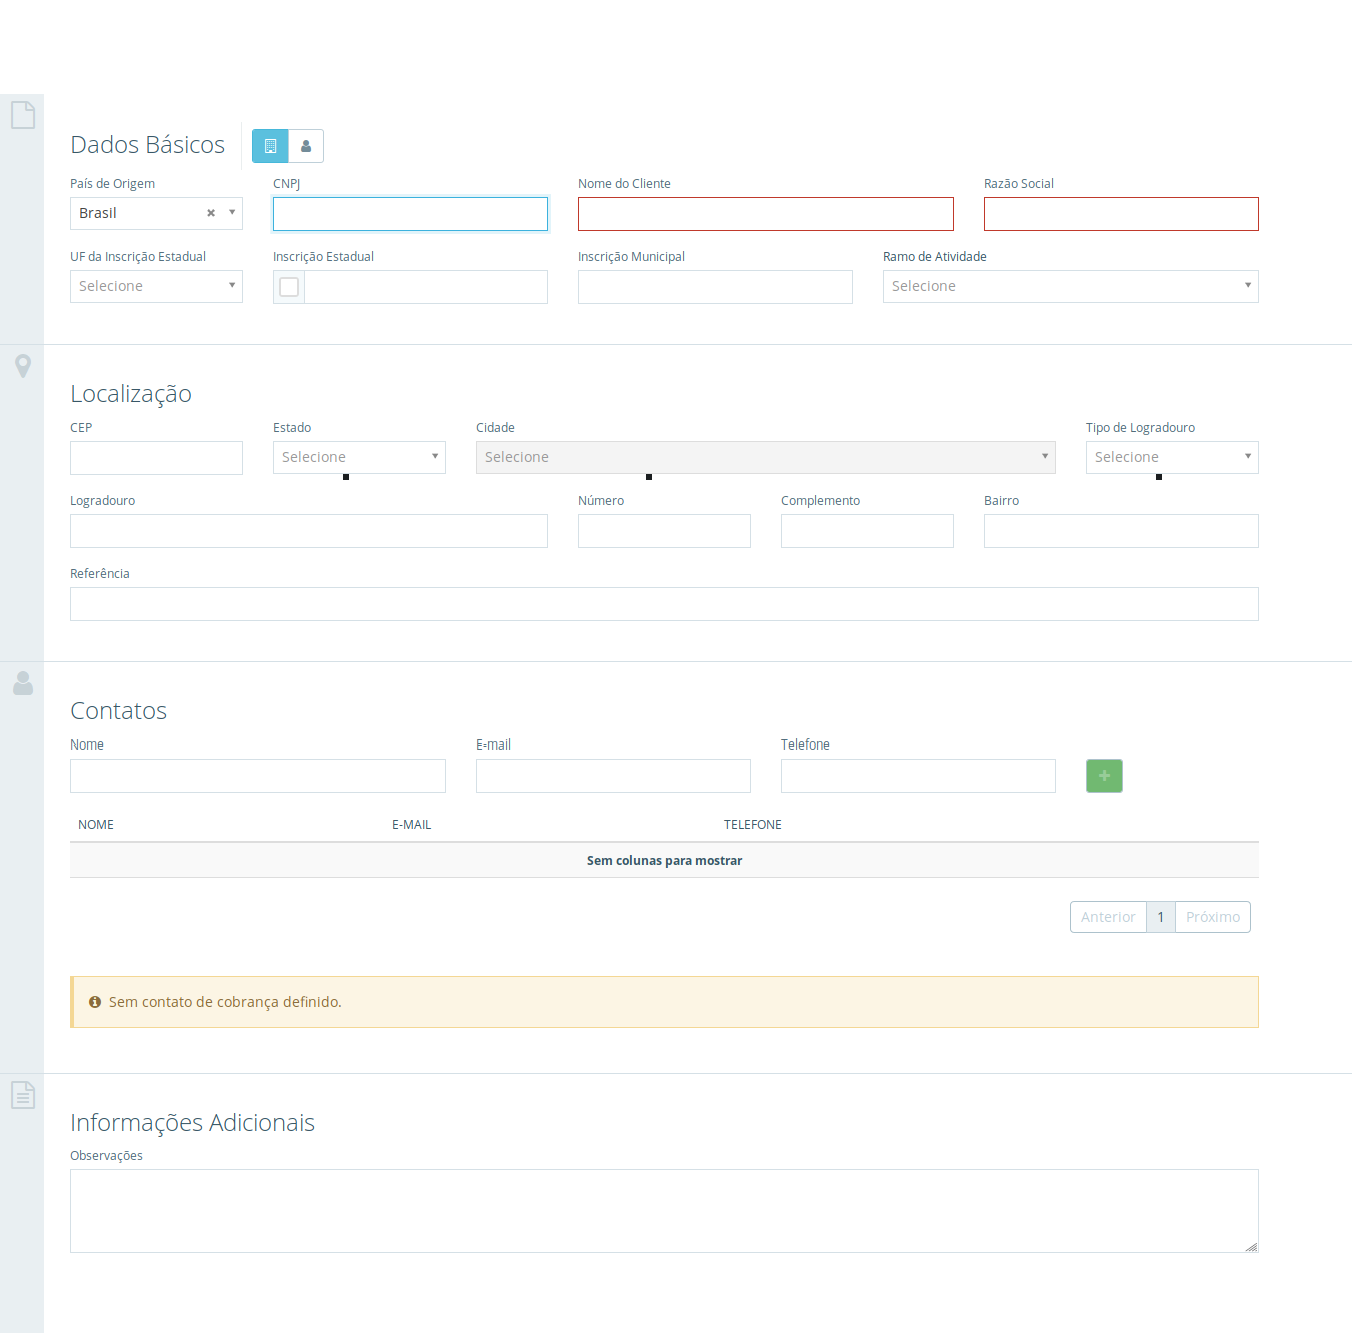 Dados Básicos
País de Origem CNPJ Nome do Cliente Razão Social
Brasil
UF da Inscrição Estadual Inscrição Estadual Inscrição Municipal Ramo de Atividade
Selecione Selecione
Localização
CEP Estado Cidade Tipo de Logradouro
Selecione Selecione Selecione
Logradouro Número Complemento Bairro
Referência
Contatos
Nome E-mail Telefone
NOME E-MAIL TELEFONE
Sem colunas para mostrar
Anterior 1 Próximo
Sem contato de cobrança definido.
Informações Adicionais
Observações